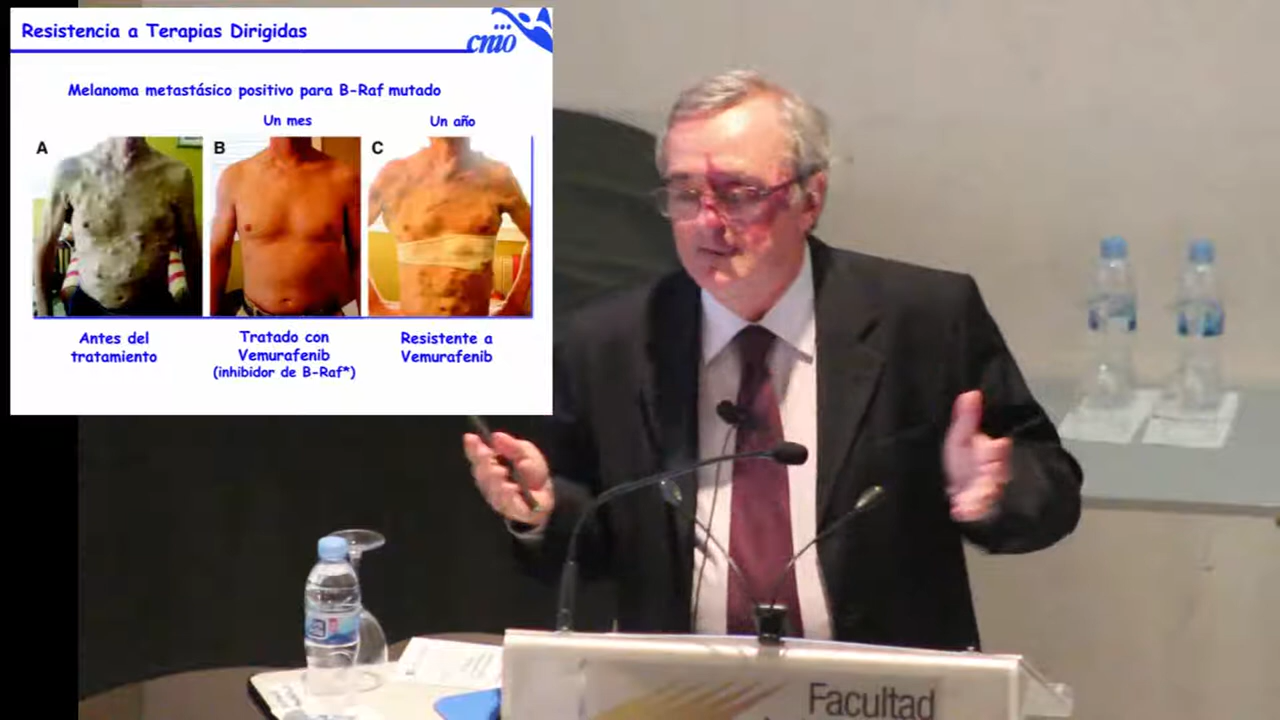 Resistencia a Terapias Dirigidas
cnio
Melanoma metastásico positivo para B-Raf mutado
Un mes
Un año
A
B
C
Antes del
tratamiento
Tratado con
Vemurafenib
(inhibidor de B-Raf*)
Resistente a
Vemurafenib
Facultad